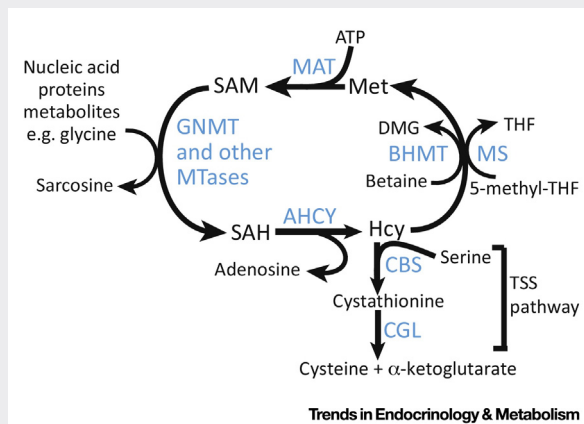 ATP
MAT
SAM
Met
Nucleic acid
proteins
metabolites
e.g. glycine
Sarcosine
GNMT
and other
MTases
DMG
THF
BHMT
MS
Betaine
5-methyl-THF
SAH
AHCY
Hcy
Adenosine
CBS
Serine
Cystathionine
TSS
pathway
CGL
Cysteine + α-ketoglutarate
Trends in Endocrinology & Metabolism